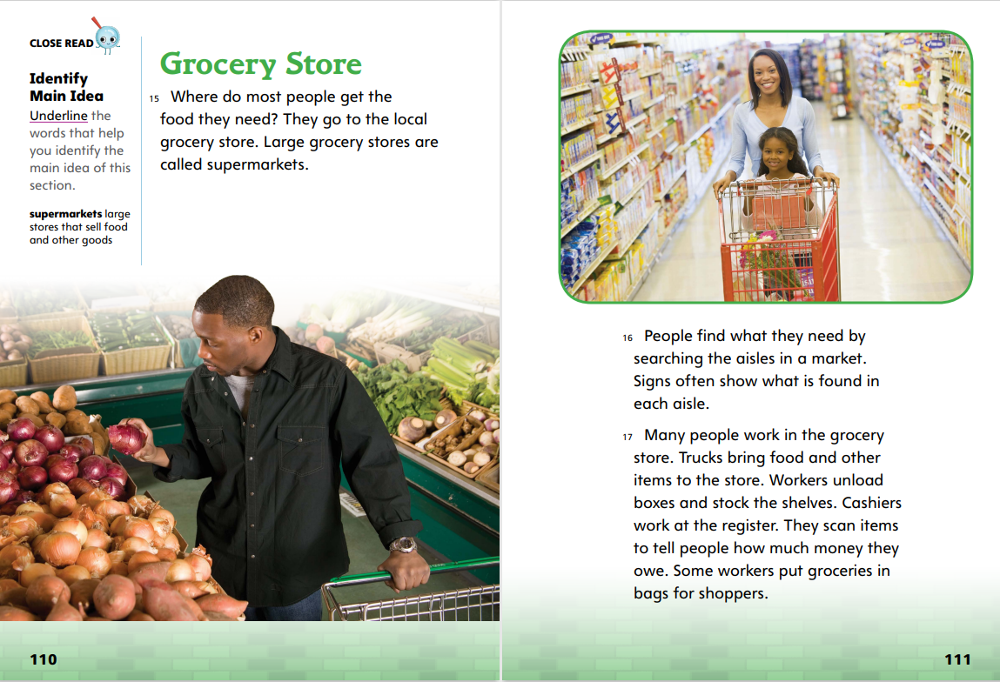 CLOSE READ
Identify
Main Idea
Underline the
words that help
you identify the
main idea of this
section.
supermarkets large
stores that sell food
and other goods
Grocery Store
15 Where do most people get the
food they need? They go to the local
grocery store. Large grocery stores are
called supermarkets.
110
16 People find what they need by
searching the aisles in a market.
Signs often show what is found in
each aisle.
17 Many people work in the grocery
store. Trucks bring food and other
items to the store. Workers unload
boxes and stock the shelves. Cashiers
work at the register. They scan items
to tell people how much money they
owe. Some workers put groceries in
bags for shoppers.
111